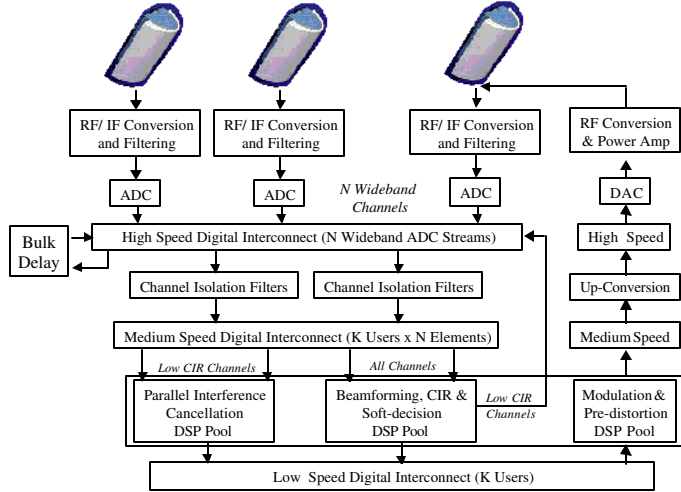 RF/ IF Conversion
and Filtering
RF/ IF Conversion
and Filtering
RF/ IF Conversion
and Filtering
RF Conversion
& Power Amp
ADC
ADC
N Wideband
Channels
ADC
DAC
Bulk
Delay
High Speed Digital Interconnect (N Wideband ADC Streams)
High Speed
Channel Isolation Filters
Channel Isolation Filters
Up-Conversion
Medium Speed Digital Interconnect (K Users x N Elements)
Medium Speed
Low CIR Channels
All Channels
Parallel Interference
Cancellation
DSP Pool
Beamforming, CIR &
Soft-decision
DSP Pool
Low CIR
Channels
Modulation &
Pre-distortion
DSP Pool
Low Speed Digital Interconnect (K Users)